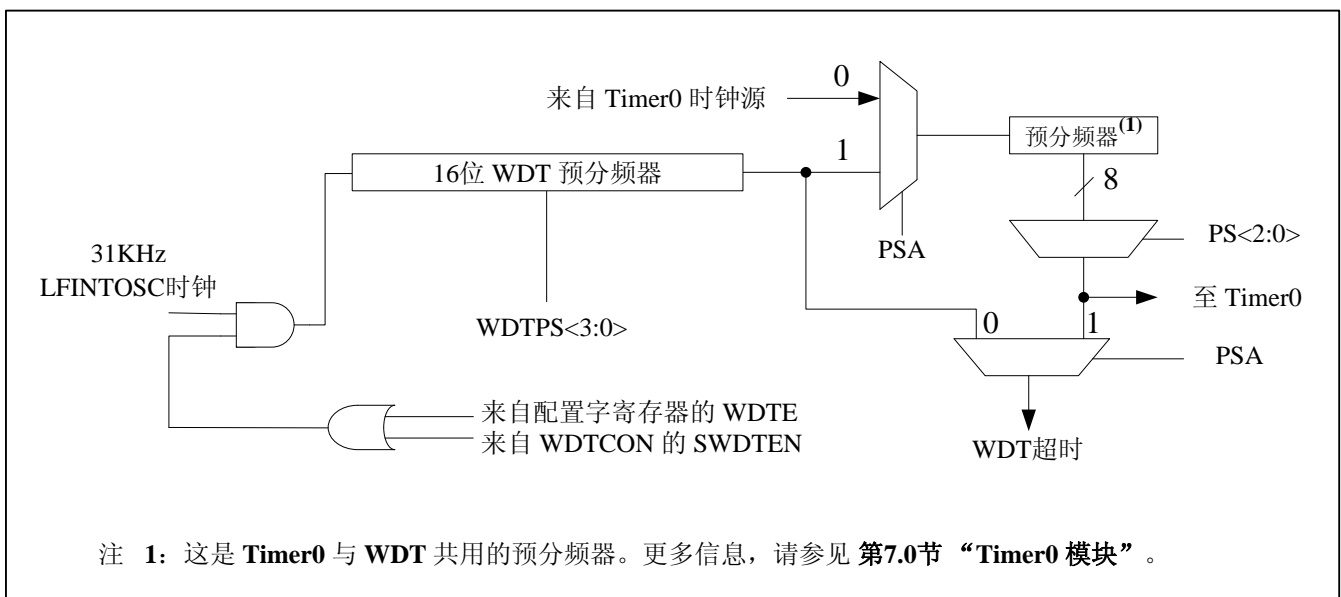 0
来自 Timer0 时钟源
预分频器(1)
1
16位 WDT 预分频器
8
PSA
PS<2:0>
31KHz
LFINTOSC时钟
至 Timer0
WDTPS<3:0>
0
1
PSA
来自配置字寄存器的 WDTE
来自 WDTCON 的 SWDTEN
WDT超时
注 1：这是 Timer0 与 WDT 共用的预分频器。更多信息，请参见 第7.0节 “Timer0 模块”。